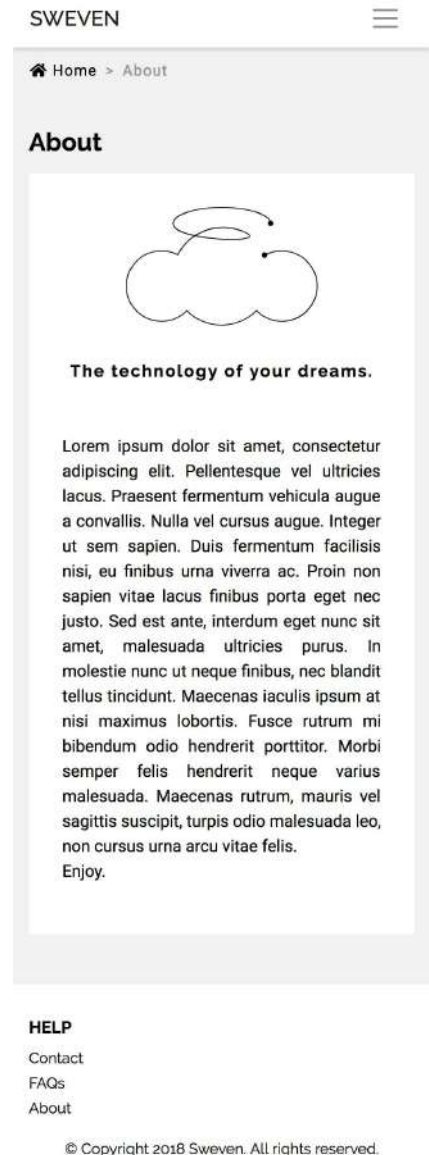 SWEVEN
Home > About
About
The technology of your dreams.
Lorem ipsum dolor sit amet, consectetur
adipiscing elit. Pellentesque vel ultricies
lacus. Praesent fermentum vehicula augue
a convallis. Nulla vel cursus augue. Integer
ut sem sapien. Duis fermentum facilisis
nisi, eu finibus urna viverra ac. Proin non
sapien vitae lacus finibus porta eget nec
justo. Sed est ante, interdum eget nunc sit
amet, malesuada ultricies purus. In
molestie nunc ut neque finibus, nec blandit
tellus tincidunt. Maecenas iaculis ipsum at
nisi maximus lobortis. Fusce rutrum mi
bibendum odio hendrerit porttitor. Morbi
semper felis hendrerit neque varius
malesuada. Maecenas rutrum, mauris vel
sagittis suscipit, turpis odio malesuada leo,
non cursus urna arcu vitae felis.
Enjoy.
HELP
Contact
FAQs
About
© Copyright 2018 Sweven. All rights reserved.